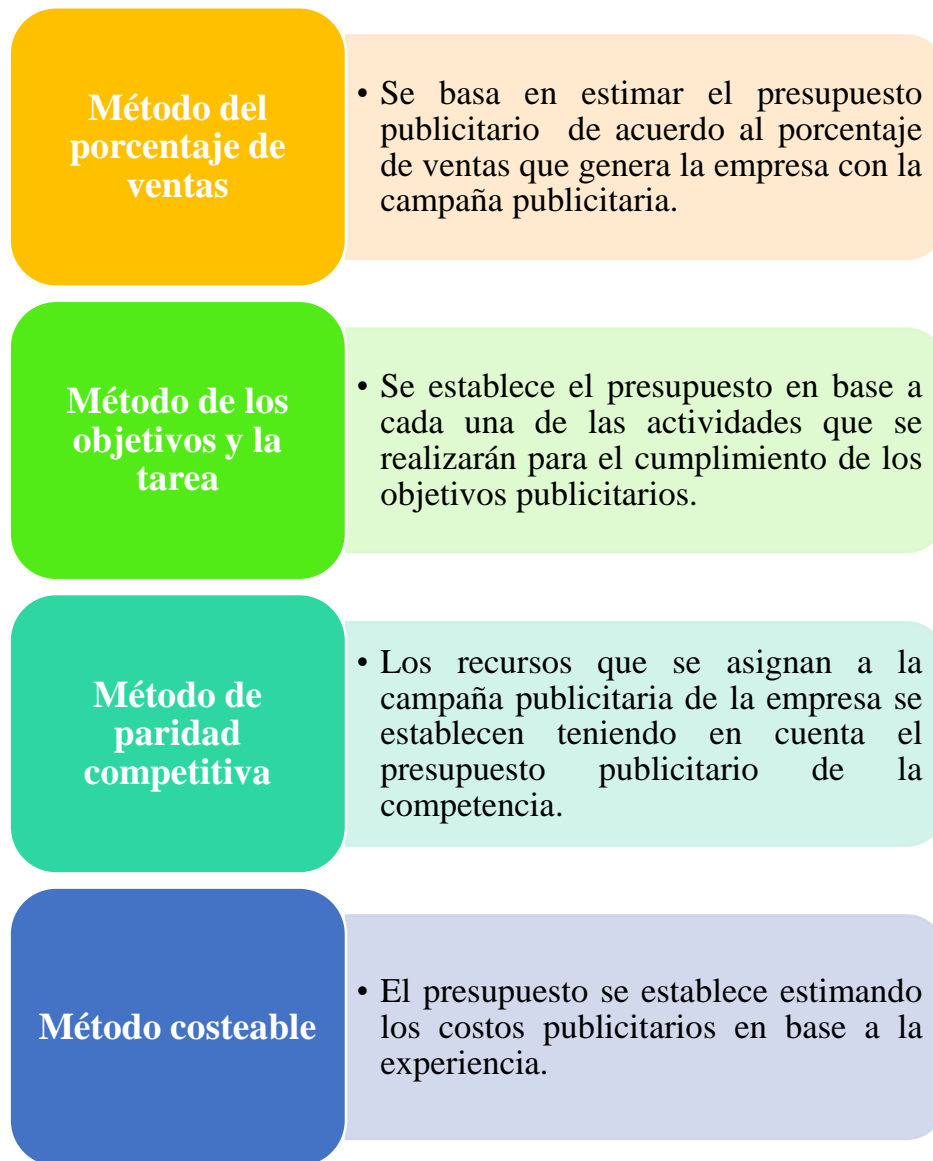 Método del
porcentaje de
ventas
• Se basa en estimar el presupuesto
publicitario de acuerdo al porcentaje
de ventas que genera la empresa con la
campaña publicitaria.
Método de los
objetivos y la
tarea
• Se establece el presupuesto en base a
cada una de las actividades que se
realizarán para el cumplimiento de los
objetivos publicitarios.
Método de
paridad
competitiva
• Los recursos que se asignan a la
campaña publicitaria de la empresa se
establecen teniendo en cuenta el
presupuesto publicitario de la
competencia.
Método costeable
• El presupuesto se establece estimando
los costos publicitarios en base a la
experiencia.